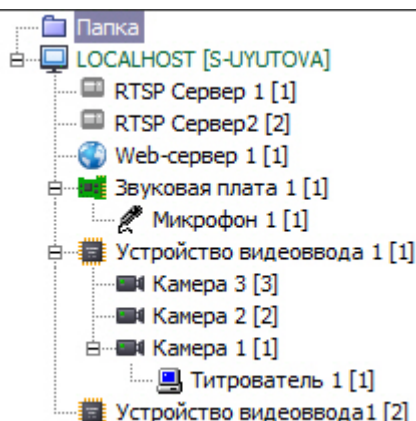 Папка
LOCALHOST [S-UYUTOVA]
RTSP Сервер 1 [1]
RTSP Сервер2 [2]
Web-сервер 1 [1]
Звуковая плата 1 [1]
Микрофон 1 [1]
Устройство видеоввода 1 [1]
Камера 3 [3]
Камера 2 [2]
Камера 1 [1]
Титрователь 1 [1]
Устройство видеоввода1 [2]